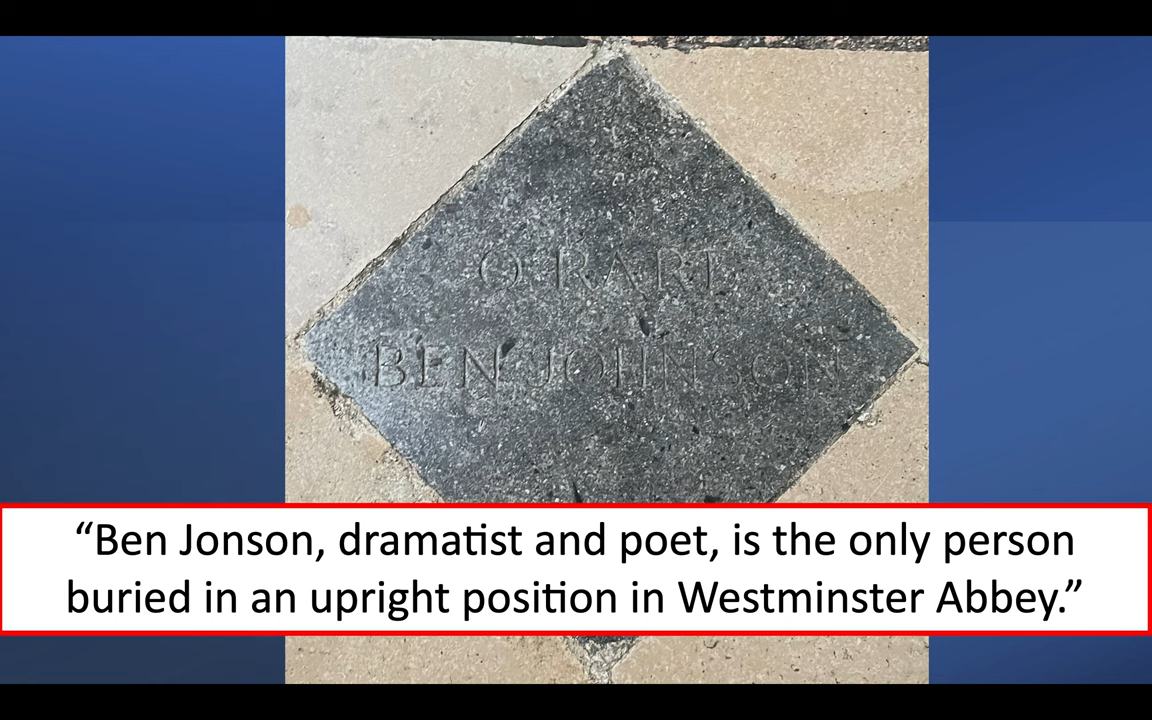 O RARE
BEN JOHNSON
“Ben Jonson, dramatist and poet, is the only person
buried in an upright position in Westminster Abbey.”